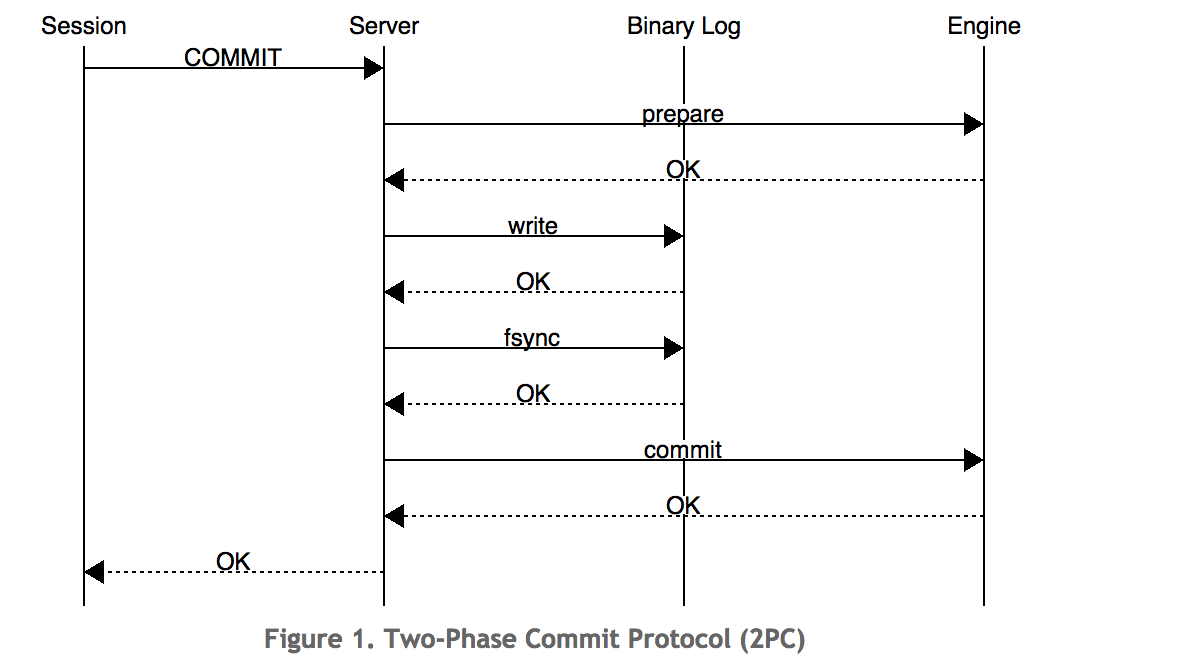 Session Server Binary Log Engine
COMMIT
prepare
OK
write
OK
fsync
OK
commit
OK
OK
Figure 1. Two-Phase Commit Protocol (2PC)